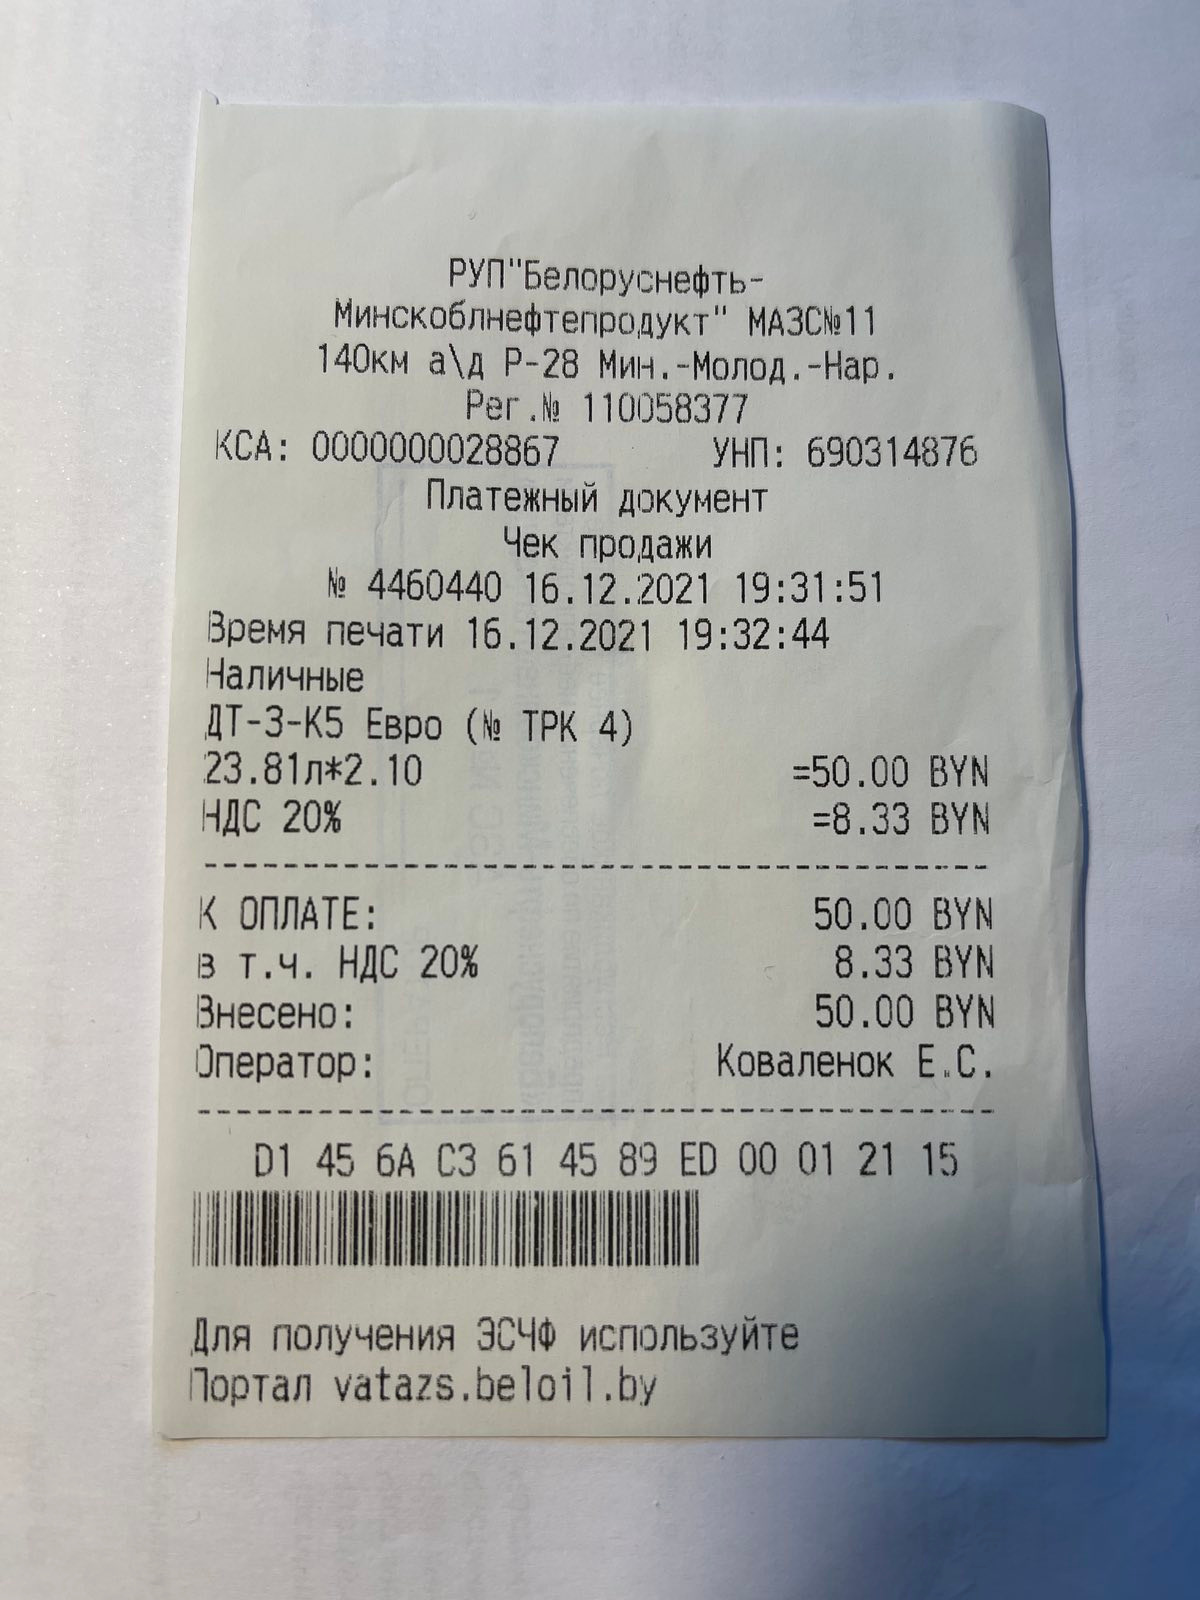 РУП"Белоруснефть-
Минскоблнефтепродукт" МАЗС№11
140км а\д Р-28 Мин.-Молод.-Нар.
Рег.№ 110058377
КСА: 0000000028867 УНП: 690314876
Платежный документ
Чек продажи
№ 4460440 16.12.2021 19:31:51
Время печати 16.12.2021 19:32:44
Наличные
ДТ-З-К5 Евро (№ ТРК 4)
23.81л*2.10 =50.00 BYN
НДС 20% =8.33 BYN
К ОПЛАТЕ: 50.00 BYN
в т.ч. НДС 20% 8.33 BYN
Внесено: 50.00 BYN
Оператор: Коваленок Е.С.
D1 45 6A C3 61 45 89 ED 00 01 21 15
Для получения ЭСЧФ используйте
Портал vatazs.beloil.by